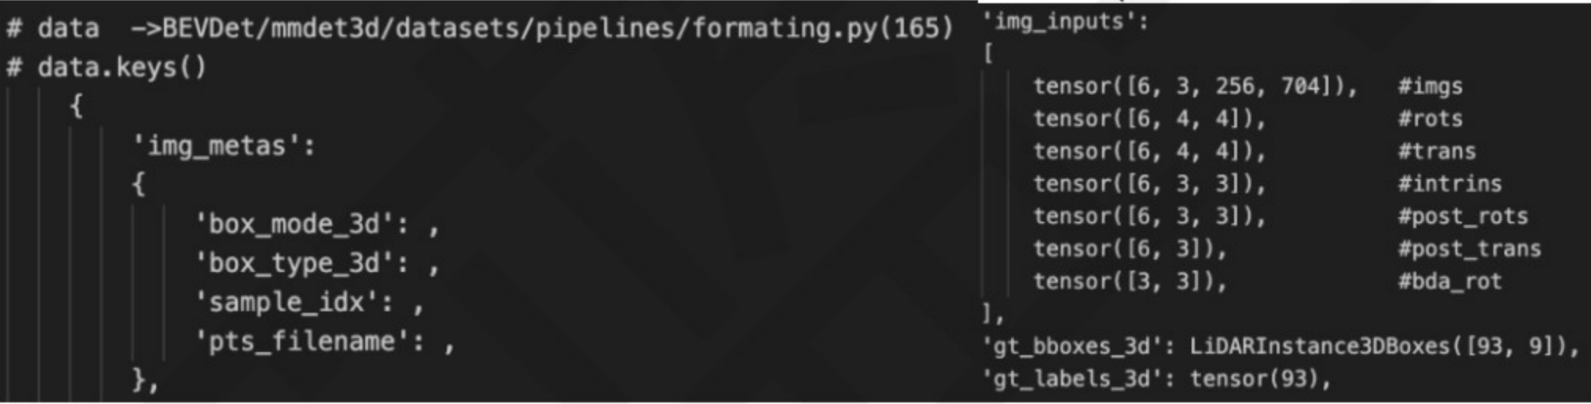 # data  ->BEVDet/mmdet3d/datasets/pipelines/formating.py(165)
# data.keys()
{
'img_metas':
{
'box_mode_3d': ,
'box_type_3d': ,
'sample_idx': ,
'pts_filename': ,
},
'img_inputs':
[
tensor([6, 3, 256, 704]),   #imgs
tensor([6, 4, 4]),   #rots
tensor([6, 4, 4]),   #trans
tensor([6, 3, 3]),   #intrins
tensor([6, 3, 3]),   #post_rots
tensor([6, 3]),   #post_trans
tensor([3, 3]),   #bda_rot
],
'gt_bboxes_3d': LiDARInstance3DBoxes([93, 9]),
'gt_labels_3d': tensor(93),